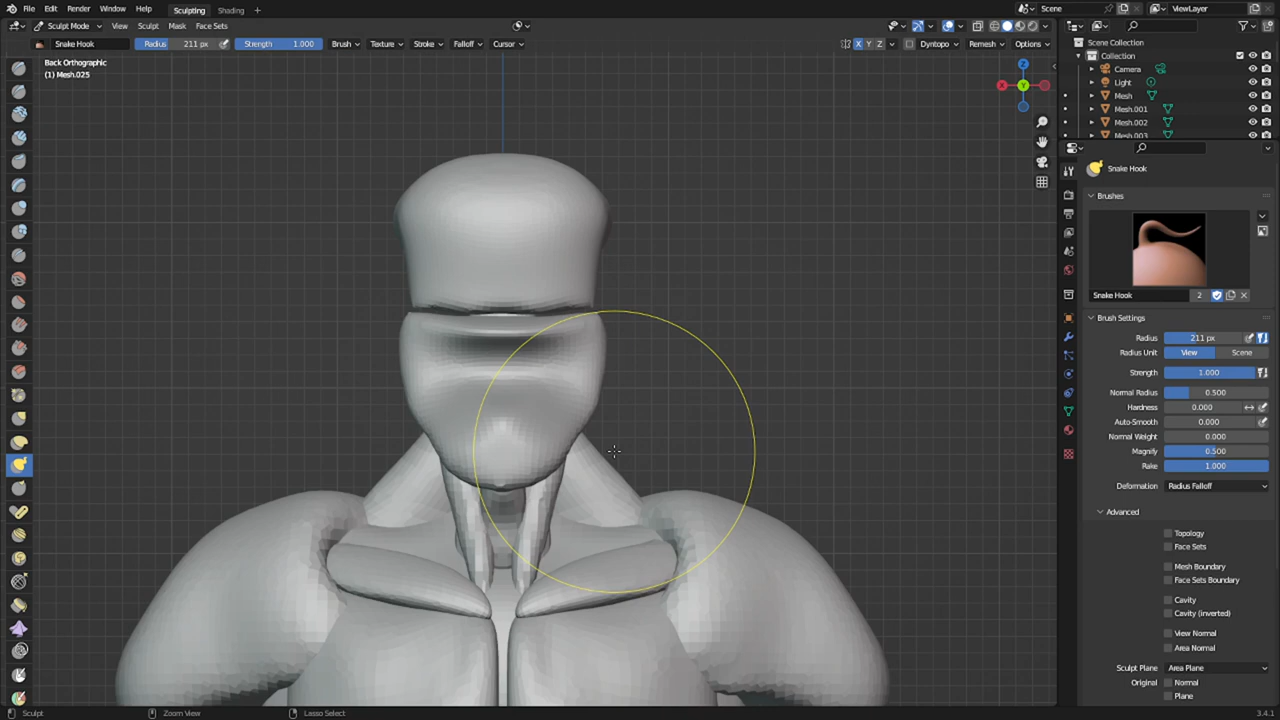 File Edit Render Window Help Sculpting Shading Scene ViewLayer
Sculpt Mode View Sculpt Mask Face Sets
Snake Hook Radius 211 px Strength 1.000 Brush Texture Stroke Falloff Cursor X Y Z Dyntopo Remesh Options
Back Orthographic
(1) Mesh.025
Z
X Y
Scene Collection
Collection
Camera
Light
Mesh
Mesh.001
Mesh.002
Mesh.003
Snake Hook
Brushes
Snake Hook 2
Brush Settings
Radius 211 px
Radius Unit View Scene
Strength 1.000
Normal Radius 0.500
Hardness 0.000
Auto-Smooth 0.000
Normal Weight 0.000
Magnify 0.500
Rake 1.000
Deformation Radius Falloff
Advanced
Topology
Face Sets
Mesh Boundary
Face Sets Boundary
Cavity
Cavity (inverted)
View Normal
Area Normal
Sculpt Plane Area Plane
Original Normal
Plane
Sculpt Zoom View Lasso Select 3.4.1